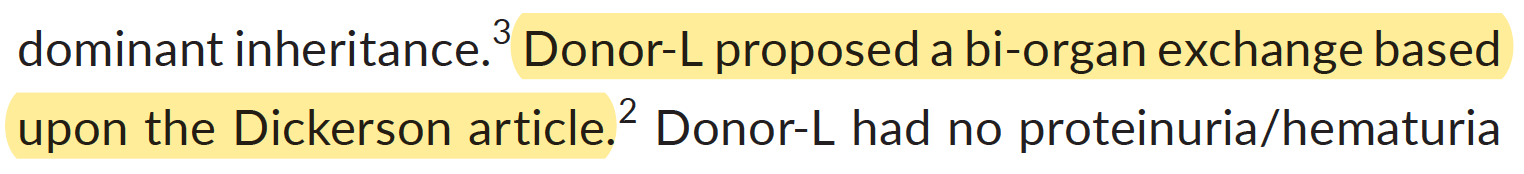 dominant inheritance.³ Donor-L proposed a bi-organ exchange based
upon the Dickerson article.² Donor-L had no proteinuria/hematuria